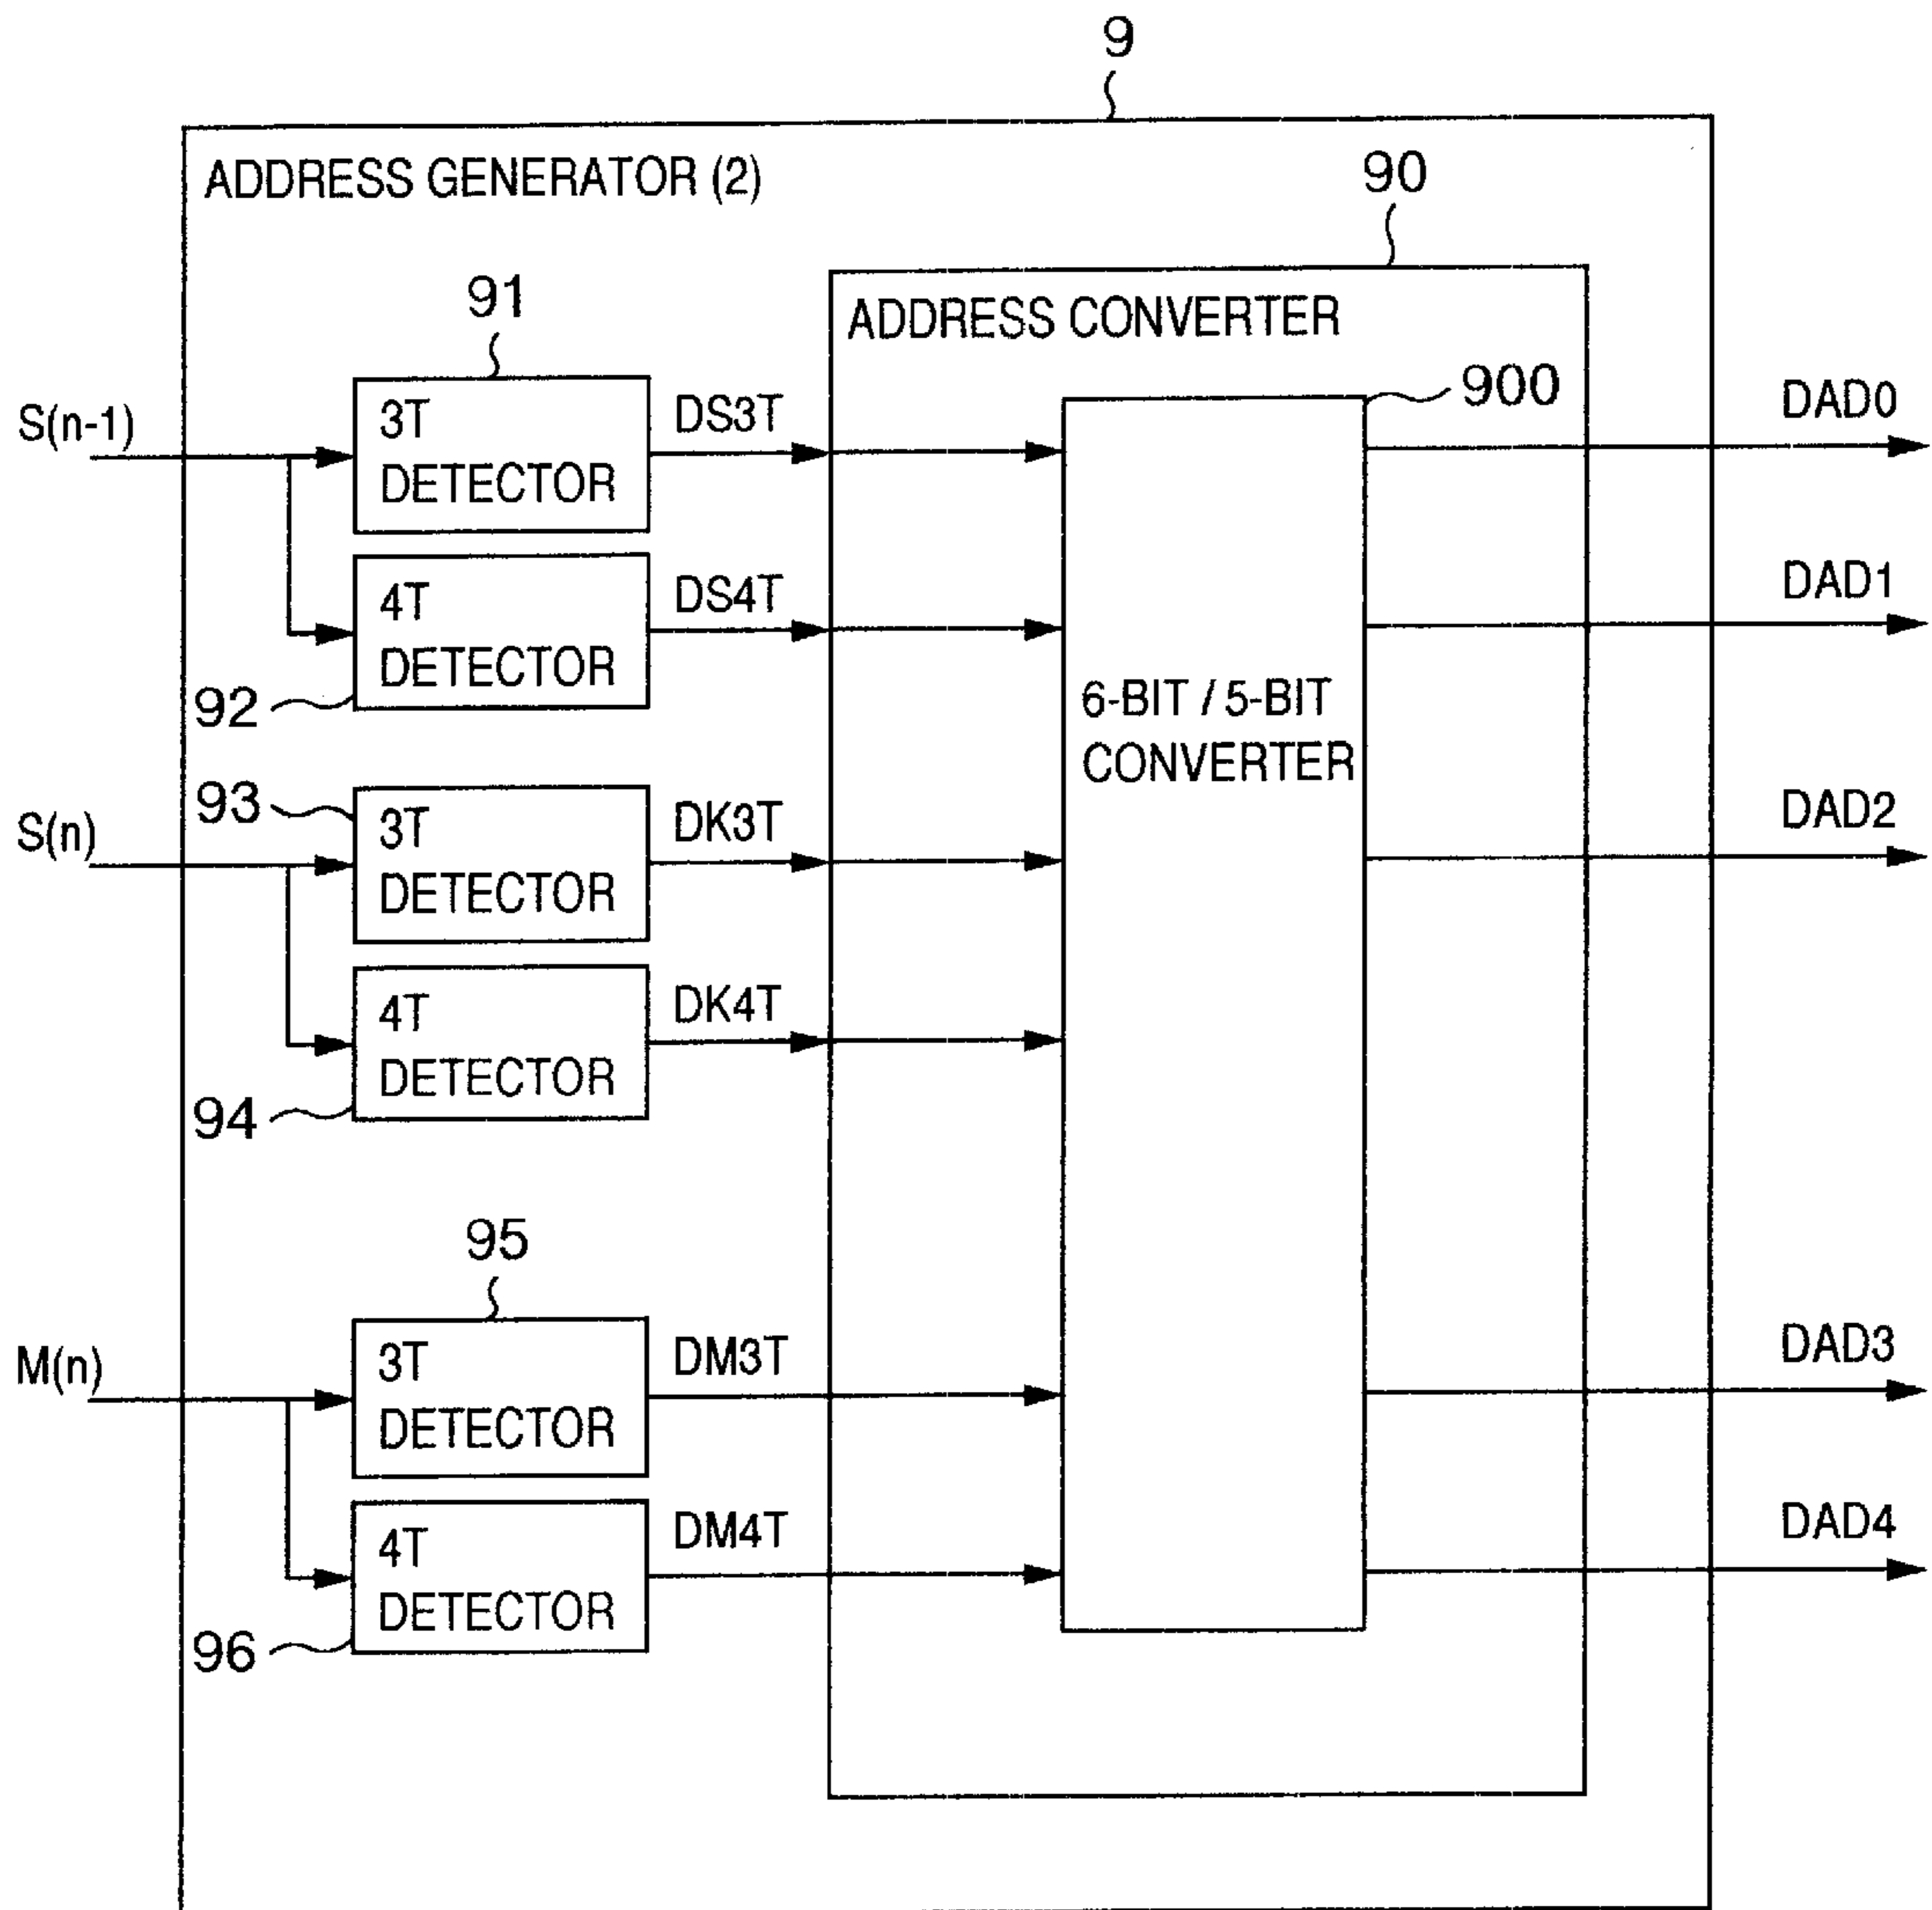 9
ADDRESS GENERATOR (2)
90
ADDRESS CONVERTER
91
900
S(n-1)
3T
DETECTOR
DS3T
DAD0
4T
DETECTOR
DS4T
DAD1
92
6-BIT / 5-BIT
CONVERTER
93
S(n)
3T
DETECTOR
DK3T
DAD2
4T
DETECTOR
DK4T
94
95
M(n)
3T
DETECTOR
DM3T
DAD3
4T
DETECTOR
DM4T
DAD4
96